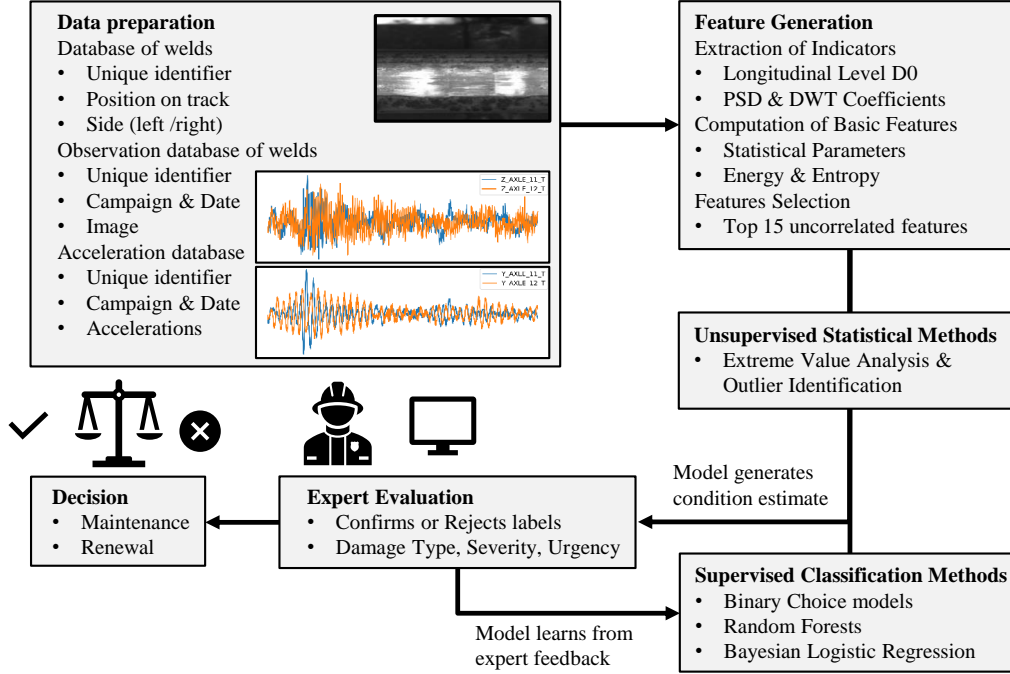 Data preparation
Database of welds
• Unique identifier
• Position on track
• Side (left /right)
Observation database of welds
• Unique identifier
• Campaign & Date
• Image
Acceleration database
• Unique identifier
• Campaign & Date
• Accelerations
Z_AXLE_11_T
Z_AXLE_12_T
Y_AXLE_11_T
Y_AXLE_12_T
Feature Generation
Extraction of Indicators
• Longitudinal Level D0
• PSD & DWT Coefficients
Computation of Basic Features
• Statistical Parameters
• Energy & Entropy
Features Selection
• Top 15 uncorrelated features
Unsupervised Statistical Methods
• Extreme Value Analysis &
Outlier Identification
Model generates
condition estimate
Decision
• Maintenance
• Renewal
Expert Evaluation
• Confirms or Rejects labels
• Damage Type, Severity, Urgency
Supervised Classification Methods
• Binary Choice models
• Random Forests
• Bayesian Logistic Regression
Model learns from
expert feedback